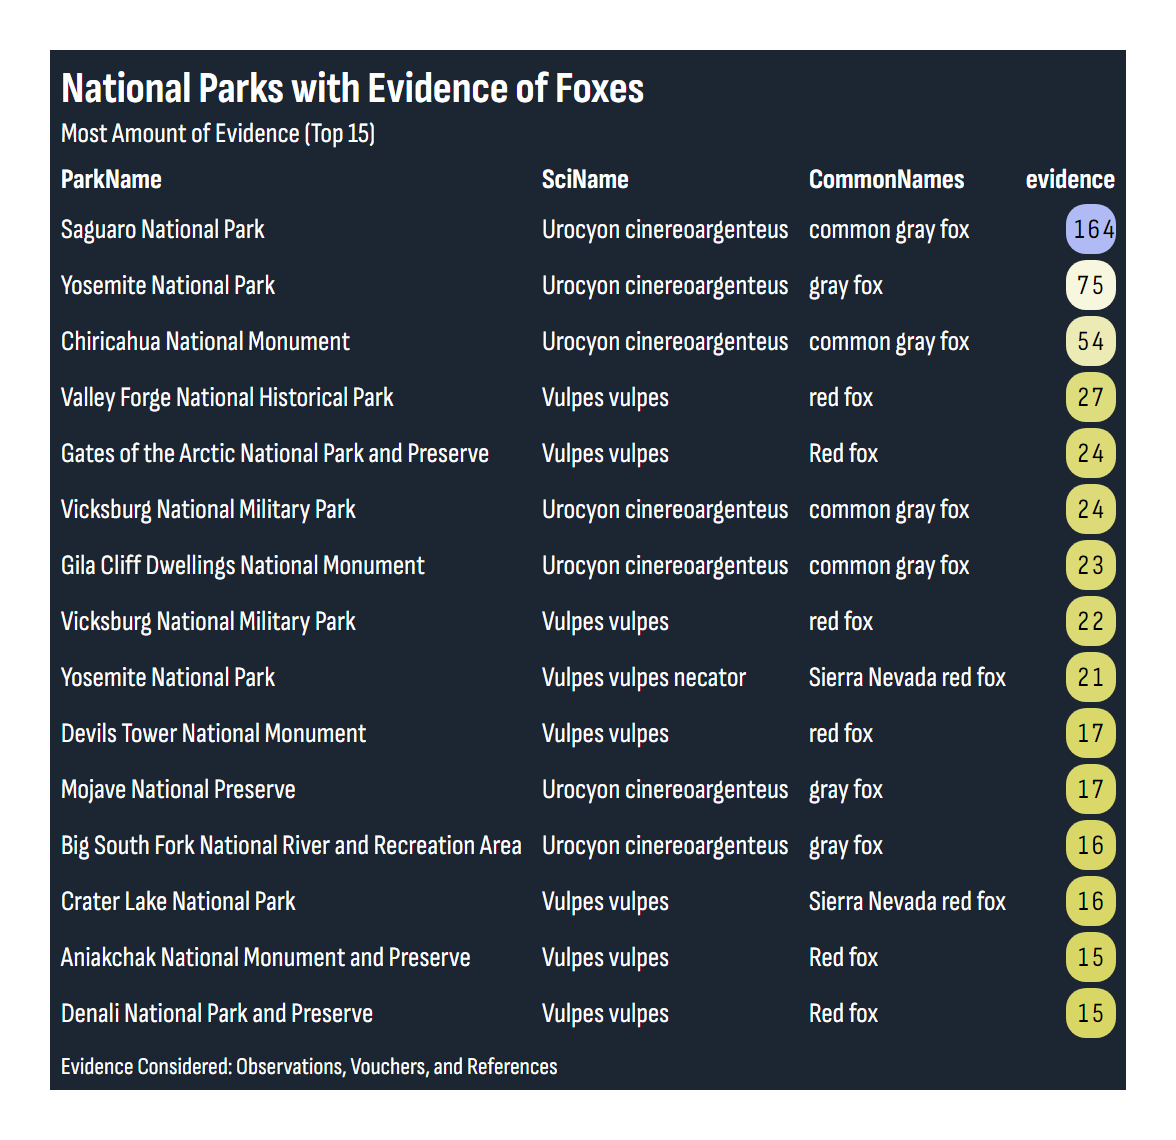 National Parks with Evidence of Foxes
Most Amount of Evidence (Top 15)
ParkName SciName CommonNames evidence
Saguaro National Park Urocyon cinereoargenteus common gray fox 164
Yosemite National Park Urocyon cinereoargenteus gray fox 75
Chiricahua National Monument Urocyon cinereoargenteus common gray fox 54
Valley Forge National Historical Park Vulpes vulpes red fox 27
Gates of the Arctic National Park and Preserve Vulpes vulpes Red fox 24
Vicksburg National Military Park Urocyon cinereoargenteus common gray fox 24
Gila Cliff Dwellings National Monument Urocyon cinereoargenteus common gray fox 23
Vicksburg National Military Park Vulpes vulpes red fox 22
Yosemite National Park Vulpes vulpes necator Sierra Nevada red fox 21
Devils Tower National Monument Vulpes vulpes red fox 17
Mojave National Preserve Urocyon cinereoargenteus gray fox 17
Big South Fork National River and Recreation Area Urocyon cinereoargenteus gray fox 16
Crater Lake National Park Vulpes vulpes Sierra Nevada red fox 16
Aniakchak National Monument and Preserve Vulpes vulpes Red fox 15
Denali National Park and Preserve Vulpes vulpes Red fox 15
Evidence Considered: Observations, Vouchers, and References